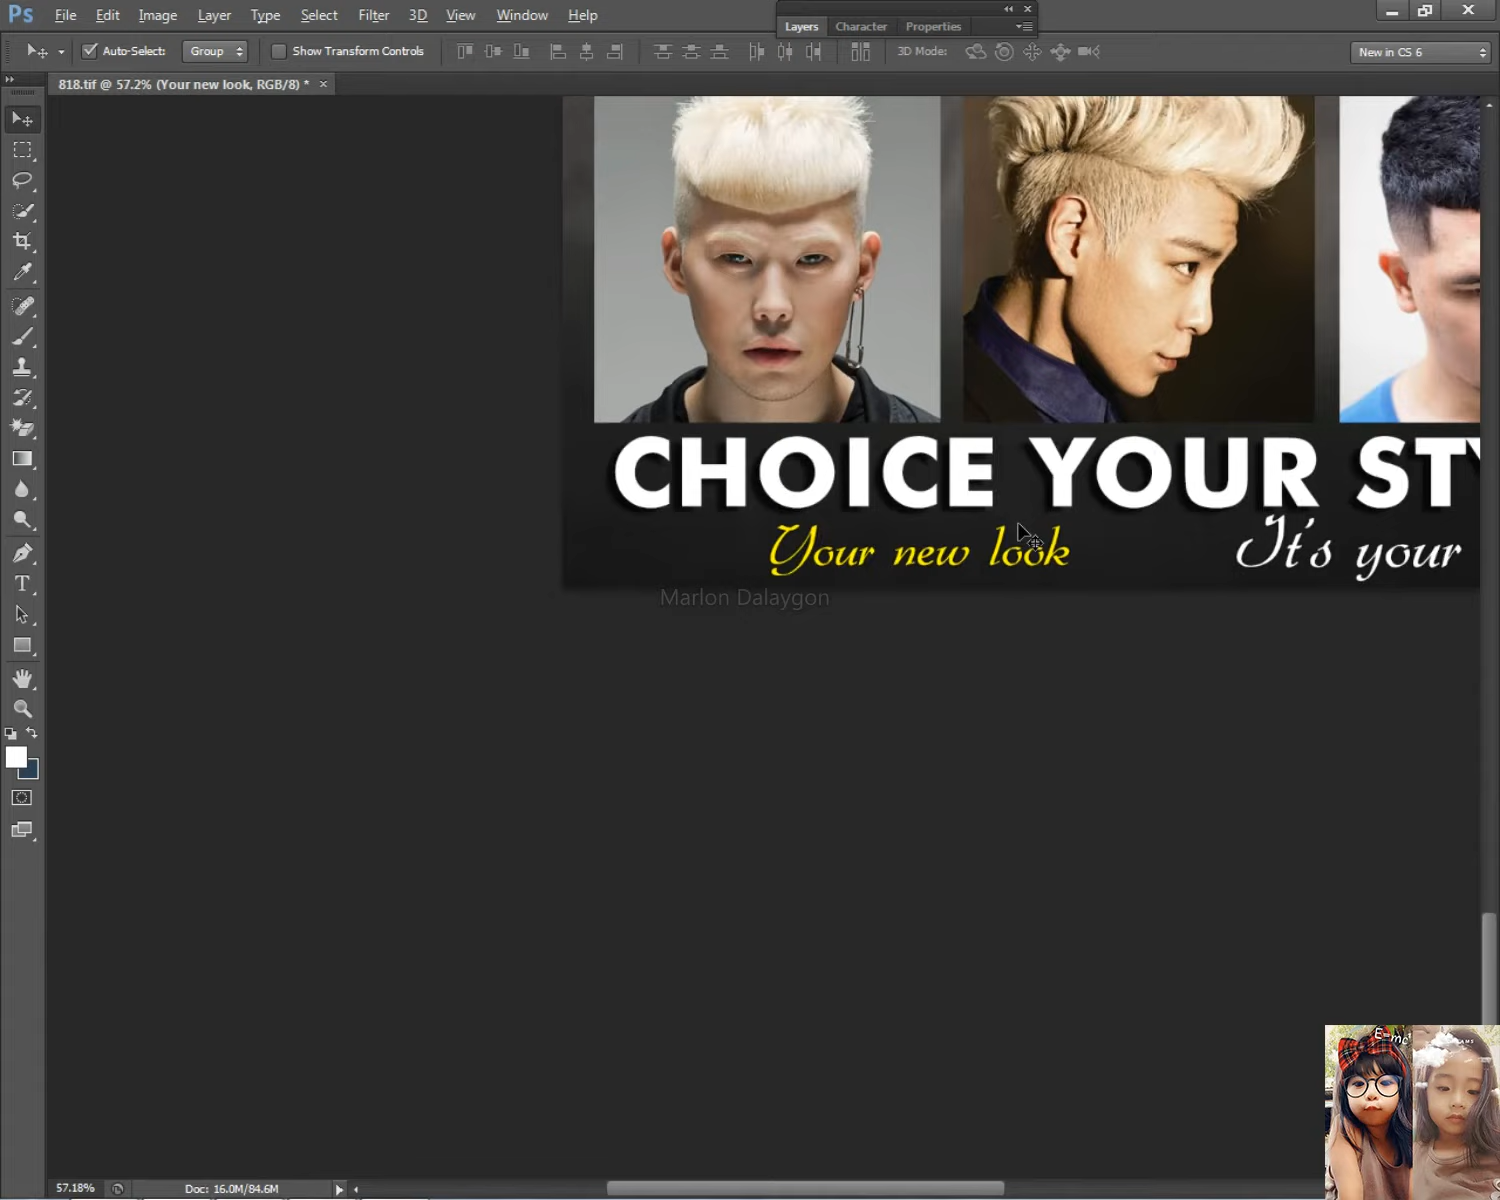 Ps File Edit Image Layer Type Select Filter 3D View Window Help
Layers Character Properties
Auto-Select: Group Show Transform Controls 3D Mode: New in CS 6
818.tif @ 57.2% (Your new look, RGB/8) * ×
CHOICE YOUR STY
Your new look It's your
Marlon Dalaygon
T
E=mc²
57.18% Doc: 16.0M/84.6M